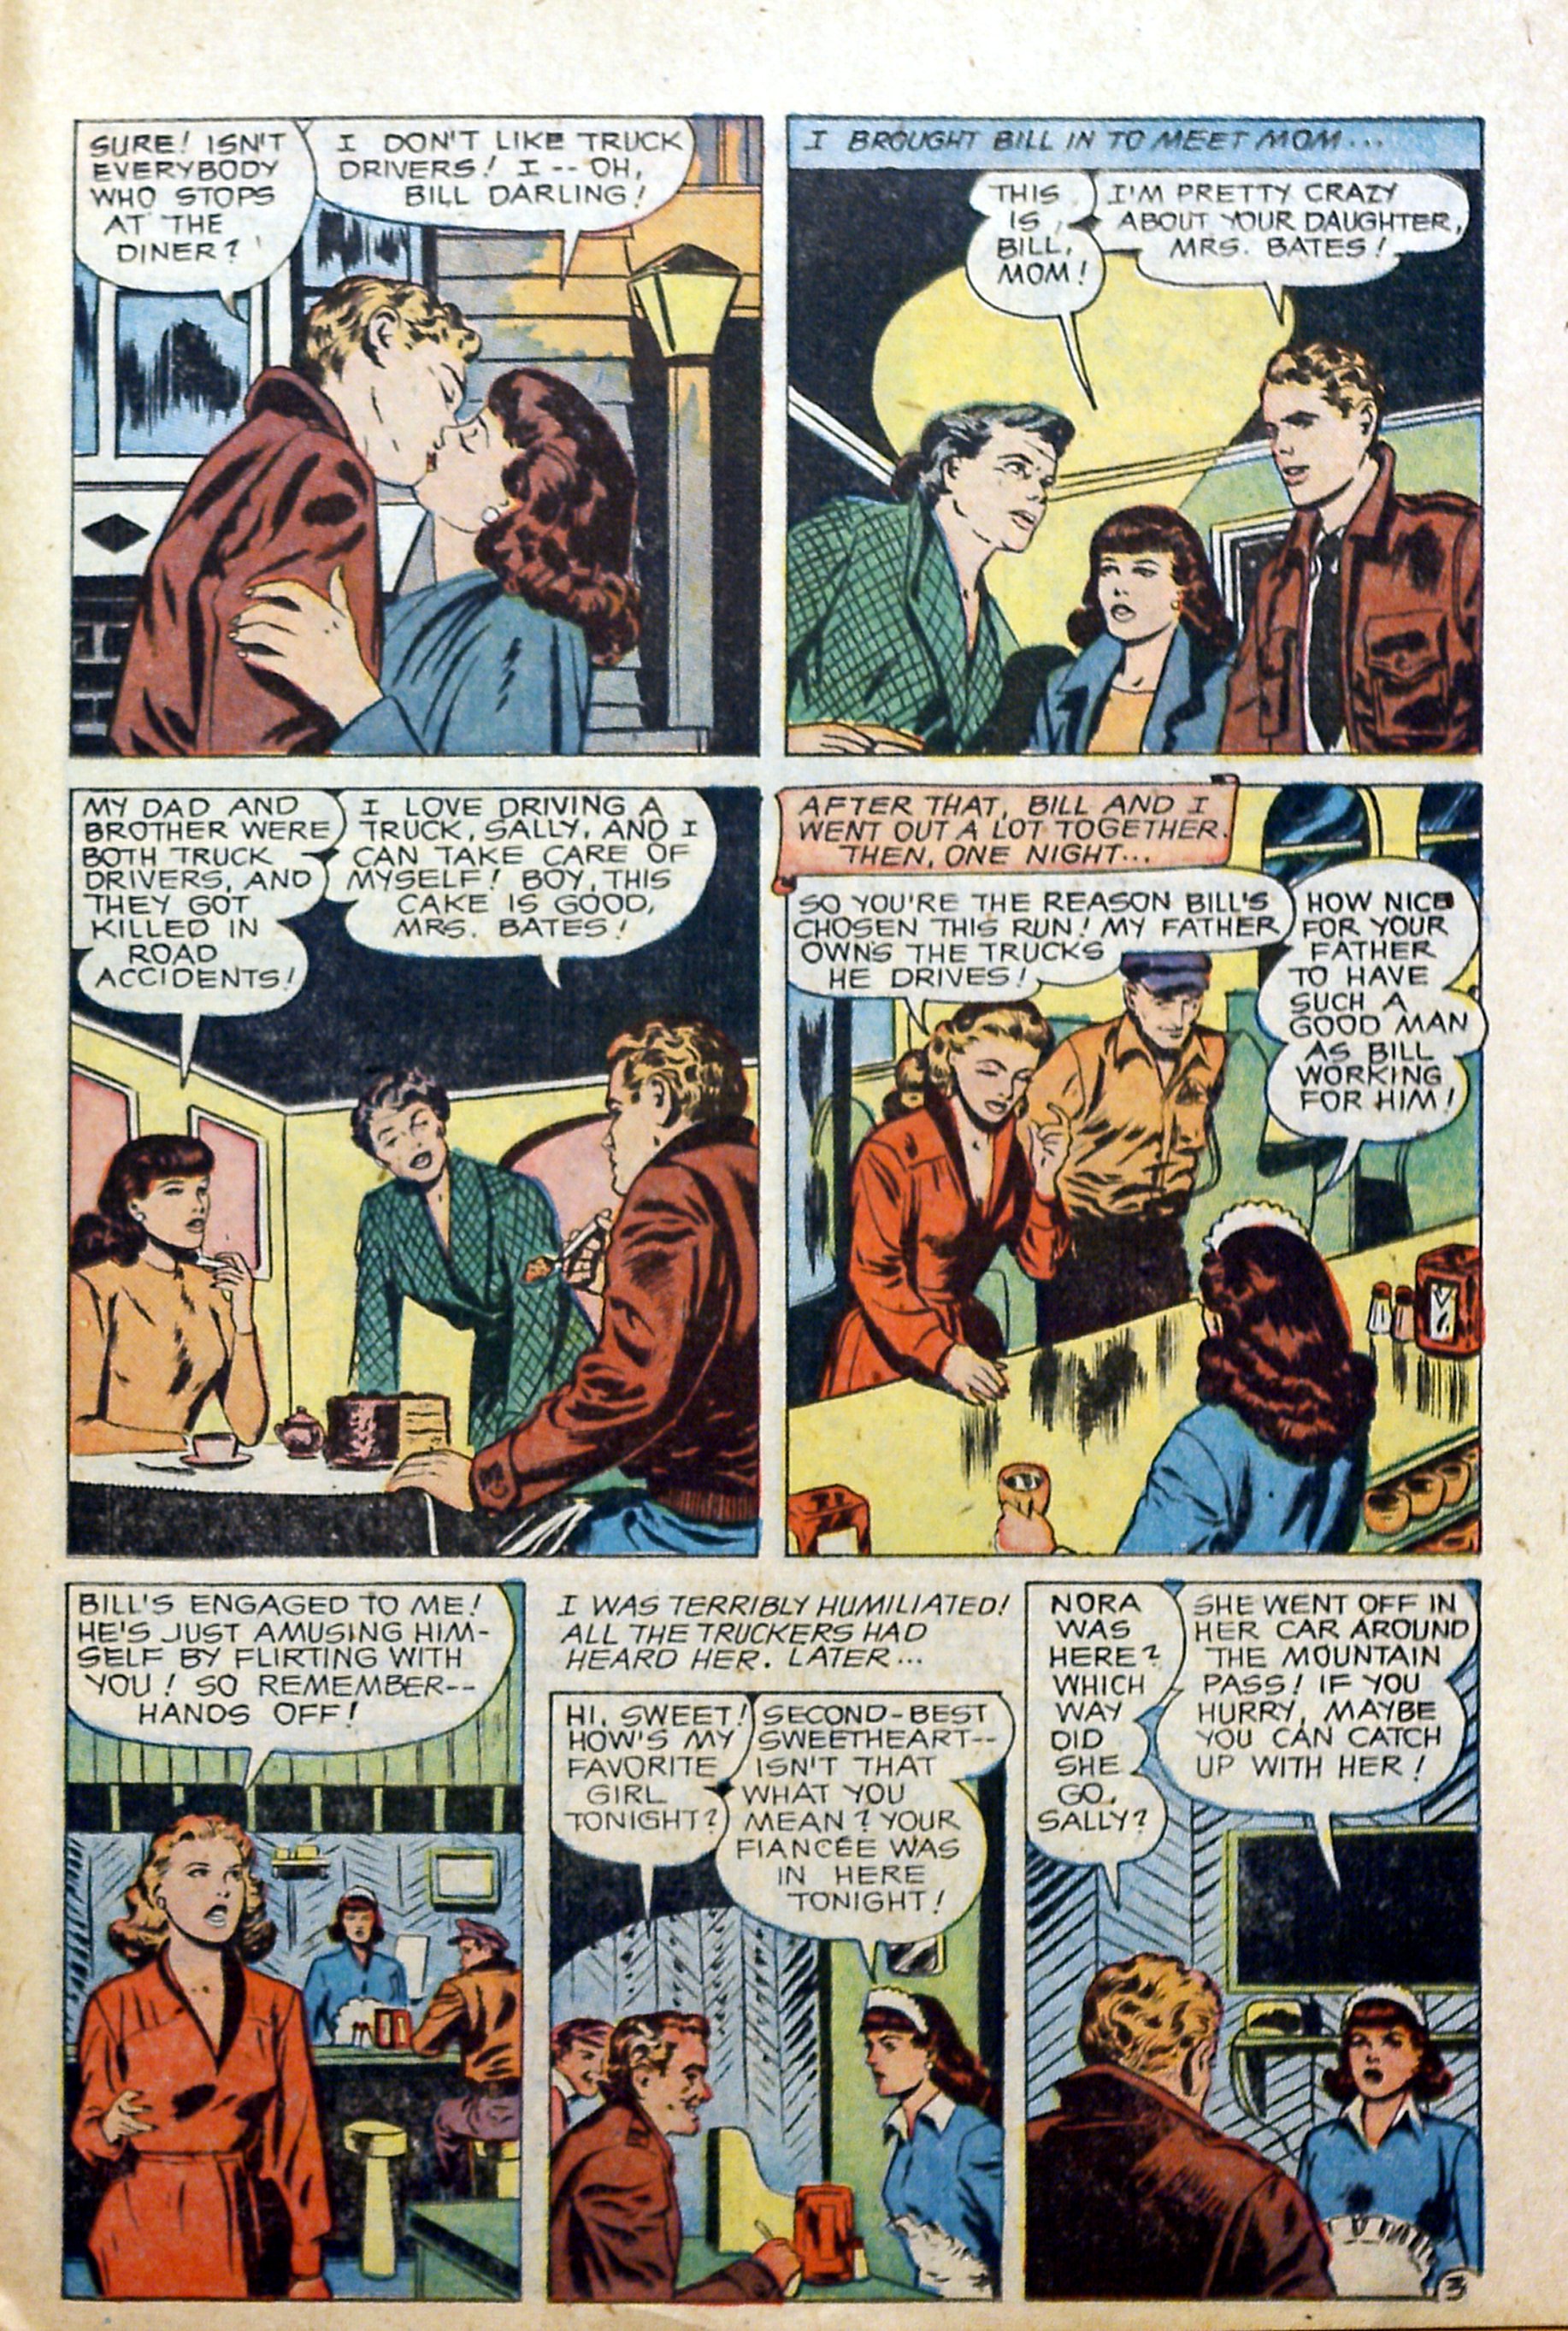 SURE! ISN'T
EVERYBODY
WHO STOPS
AT THE
DINER?
I DON'T LIKE TRUCK
DRIVERS! I -- OH,
BILL DARLING!
I BROUGHT BILL IN TO MEET MOM...
THIS
IS
BILL,
MOM!
I'M PRETTY CRAZY
ABOUT YOUR DAUGHTER,
MRS. BATES!
MY DAD AND
BROTHER WERE
BOTH TRUCK
DRIVERS, AND
THEY GOT
KILLED IN
ROAD
ACCIDENTS!
I LOVE DRIVING A
TRUCK, SALLY, AND I
CAN TAKE CARE OF
MYSELF! BOY, THIS
CAKE IS GOOD,
MRS. BATES!
AFTER THAT, BILL AND I
WENT OUT A LOT TOGETHER.
THEN, ONE NIGHT...
SO YOU'RE THE REASON BILL'S
CHOSEN THIS RUN! MY FATHER
OWNS THE TRUCKS
HE DRIVES!
HOW NICE
FOR YOUR
FATHER
TO HAVE
SUCH A
GOOD MAN
AS BILL
WORKING
FOR HIM!
BILL'S ENGAGED TO ME!
HE'S JUST AMUSING HIM-
SELF BY FLIRTING WITH
YOU! SO REMEMBER--
HANDS OFF!
I WAS TERRIBLY HUMILIATED!
ALL THE TRUCKERS HAD
HEARD HER. LATER...
HI, SWEET!
HOW'S MY
FAVORITE
GIRL
TONIGHT?
SECOND-BEST
SWEETHEART--
ISN'T THAT
WHAT YOU
MEAN? YOUR
FIANCÉE WAS
IN HERE
TONIGHT!
NORA
WAS
HERE?
WHICH
WAY
DID
SHE
GO,
SALLY?
SHE WENT OFF IN
HER CAR AROUND
THE MOUNTAIN
PASS! IF YOU
HURRY, MAYBE
YOU CAN CATCH
UP WITH HER!
3